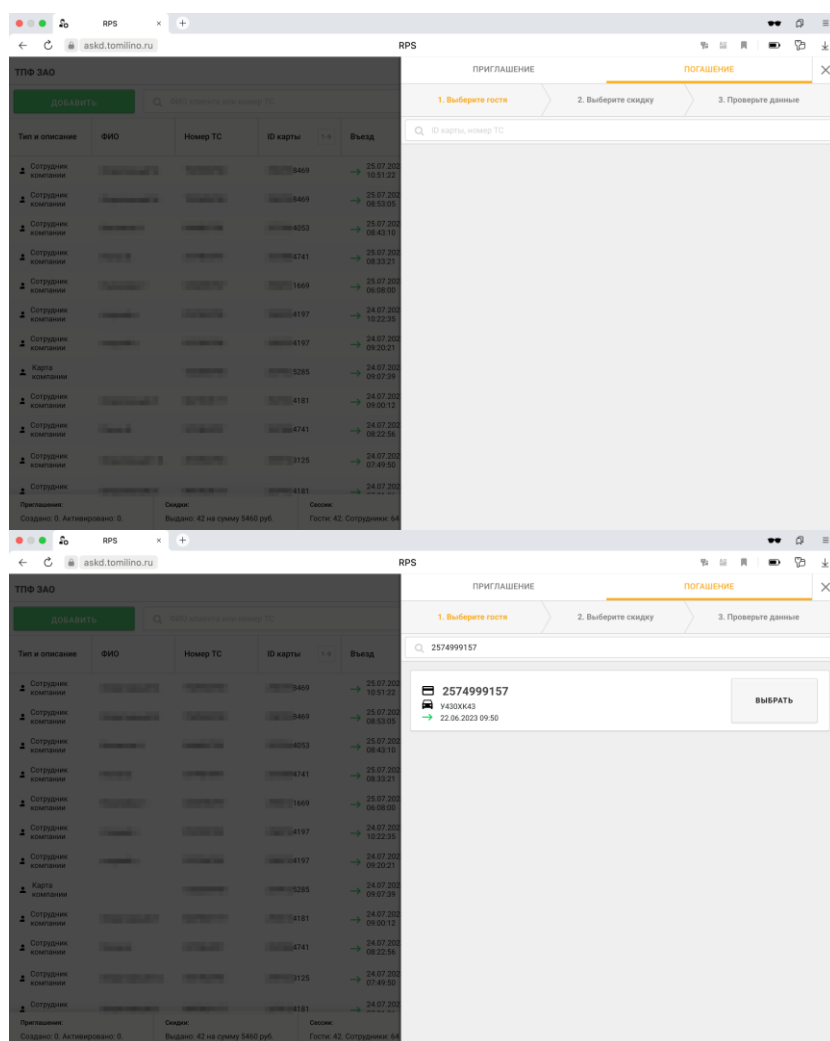 RPS
askd.tomilino.ru
RPS
ТПФ ЗАО
ПРИГЛАШЕНИЕ
ПОГАШЕНИЕ
ДОБАВИТЬ
ФИО клиента или номер ТС
1. Выберите гостя
2. Выберите скидку
3. Проверьте данные
ID карты, номер ТС
Тип и описание ФИО Номер ТС ID карты Въезд
Сотрудник компании 8469 25.07.202 10:51:22
Сотрудник компании 8469 25.07.202 08:53:05
Сотрудник компании 4053 25.07.202 08:43:10
Сотрудник компании 4741 25.07.202 08:33:21
Сотрудник компании 1669 25.07.202 06:08:00
Сотрудник компании 4197 24.07.202 10:22:35
Сотрудник компании 4197 24.07.202 09:20:21
Карта компании 5285 24.07.202 09:07:39
Сотрудник компании 4181 24.07.202 09:00:12
Сотрудник компании 4741 24.07.202 08:22:56
Сотрудник компании 3125 24.07.202 07:49:50
Сотрудник 4181 24.07.202
Приглашения: Скидки: Сессии:
Создано: 0. Активировано: 0. Выдано: 42 на сумму 5460 руб. Гости: 42. Сотрудники: 64
RPS
askd.tomilino.ru
RPS
ТПФ ЗАО
ПРИГЛАШЕНИЕ
ПОГАШЕНИЕ
ДОБАВИТЬ
ФИО клиента или номер ТС
1. Выберите гостя
2. Выберите скидку
3. Проверьте данные
2574999157
2574999157
У430ХК43
22.06.2023 09:50
ВЫБРАТЬ
Тип и описание ФИО Номер ТС ID карты Въезд
Сотрудник компании 8469 25.07.202 10:51:22
Сотрудник компании 8469 25.07.202 08:53:05
Сотрудник компании 4053 25.07.202 08:43:10
Сотрудник компании 4741 25.07.202 08:33:21
Сотрудник компании 1669 25.07.202 06:08:00
Сотрудник компании 4197 24.07.202 10:22:35
Сотрудник компании 4197 24.07.202 09:20:21
Карта компании 5285 24.07.202 09:07:39
Сотрудник компании 4181 24.07.202 09:00:12
Сотрудник компании 4741 24.07.202 08:22:56
Сотрудник компании 3125 24.07.202 07:49:50
Сотрудник 4181 24.07.202
Приглашения: Скидки: Сессии:
Создано: 0. Активировано: 0. Выдано: 42 на сумму 5460 руб. Гости: 42. Сотрудники: 64